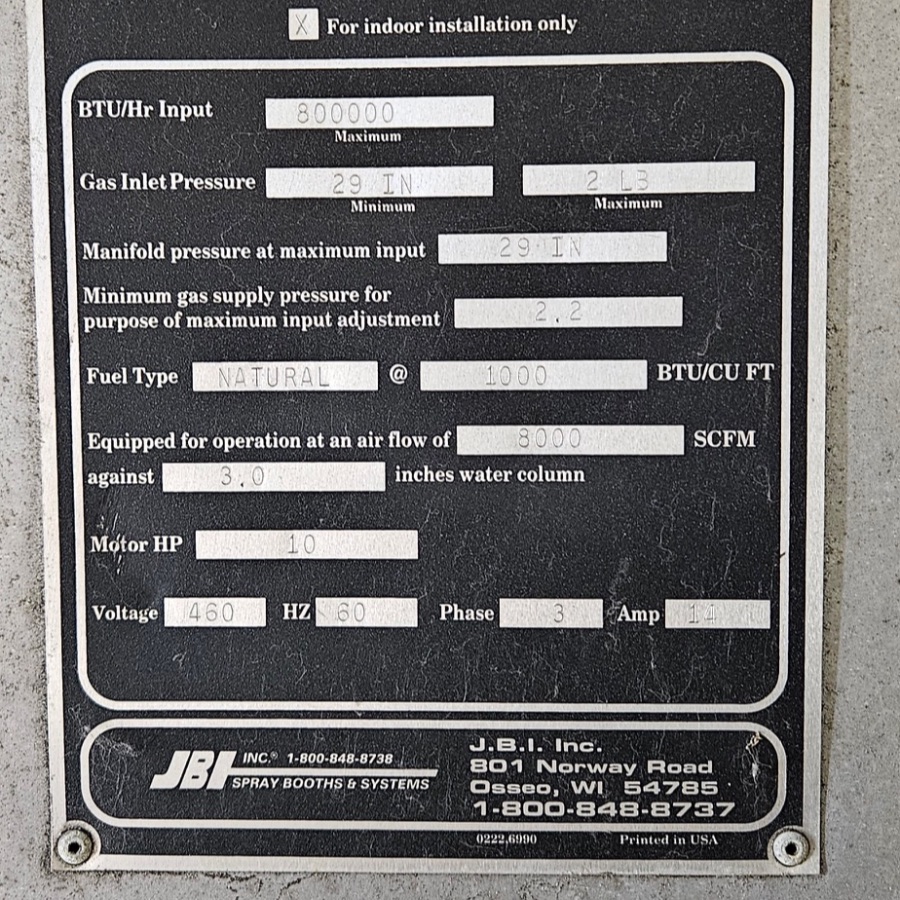 X For indoor installation only
BTU/Hr Input 800000
Maximum
Gas Inlet Pressure 29 IN 2 LB
Minimum Maximum
Manifold pressure at maximum input 29 IN
Minimum gas supply pressure for
purpose of maximum input adjustment 2.2
Fuel Type NATURAL @ 1000 BTU/CU FT
Equipped for operation at an air flow of 8000 SCFM
against 3.0 inches water column
Motor HP 10
Voltage 460 HZ 60 Phase 3 Amp 14
JBI INC.® 1-800-848-8738
SPRAY BOOTHS & SYSTEMS
J.B.I. Inc.
801 Norway Road
Osseo, WI 54785
1-800-848-8737
0222,6990 Printed in USA